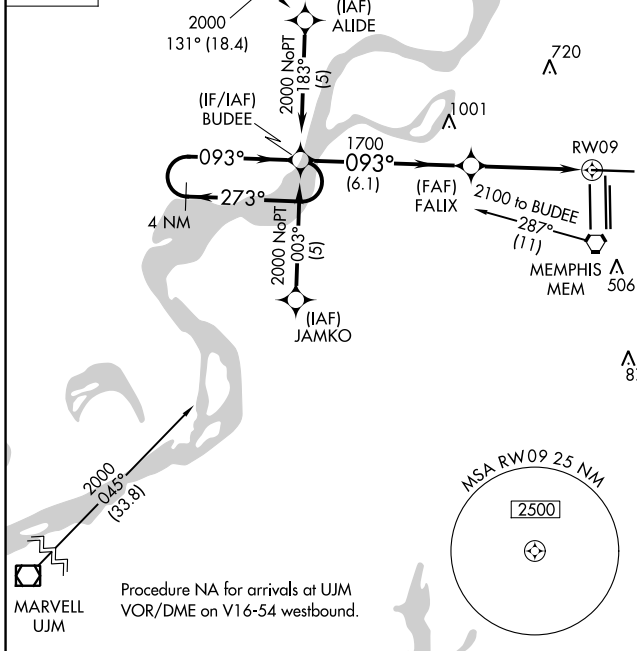 (IAF)
ALIDE
2000
131° (18.4)
2000 NoPT
183°
(5)
720
(IF/IAF)
BUDEE
1001
1700
093°
093°
(6.1)
RW09
273°
(FAF)
FALIX
2100 to BUDEE
287°
(11)
4 NM
2000 NoPT
003°
(5)
MEMPHIS
MEM
506
(IAF)
JAMKO
2000
045°
(33.8)
MSA RW09 25 NM
2500
MARVELL
UJM
Procedure NA for arrivals at UJM
VOR/DME on V16-54 westbound.